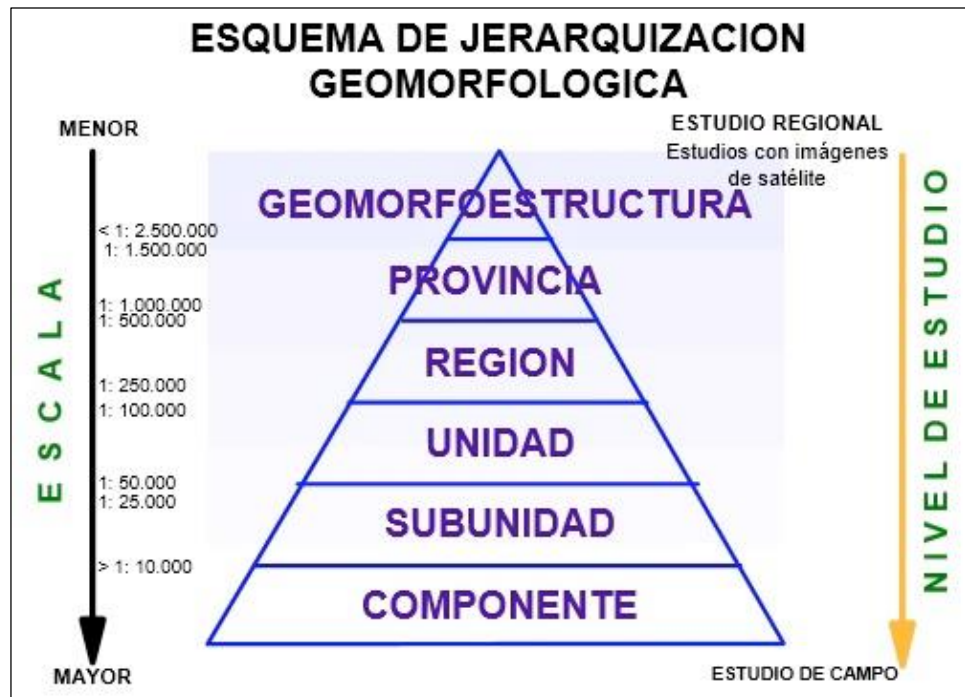 ESQUEMA DE JERARQUIZACION
GEOMORFOLOGICA
MENOR
ESTUDIO REGIONAL
Estudios con imágenes
de satélite
ESCALA
< 1: 2.500.000
1: 1.500.000
1: 1.000.000
1: 500.000
1: 250.000
1: 100.000
1: 50.000
1: 25.000
> 1: 10.000
GEOMORFOESTRUCTURA
PROVINCIA
REGION
UNIDAD
SUBUNIDAD
COMPONENTE
NIVEL DE ESTUDIO
MAYOR
ESTUDIO DE CAMPO